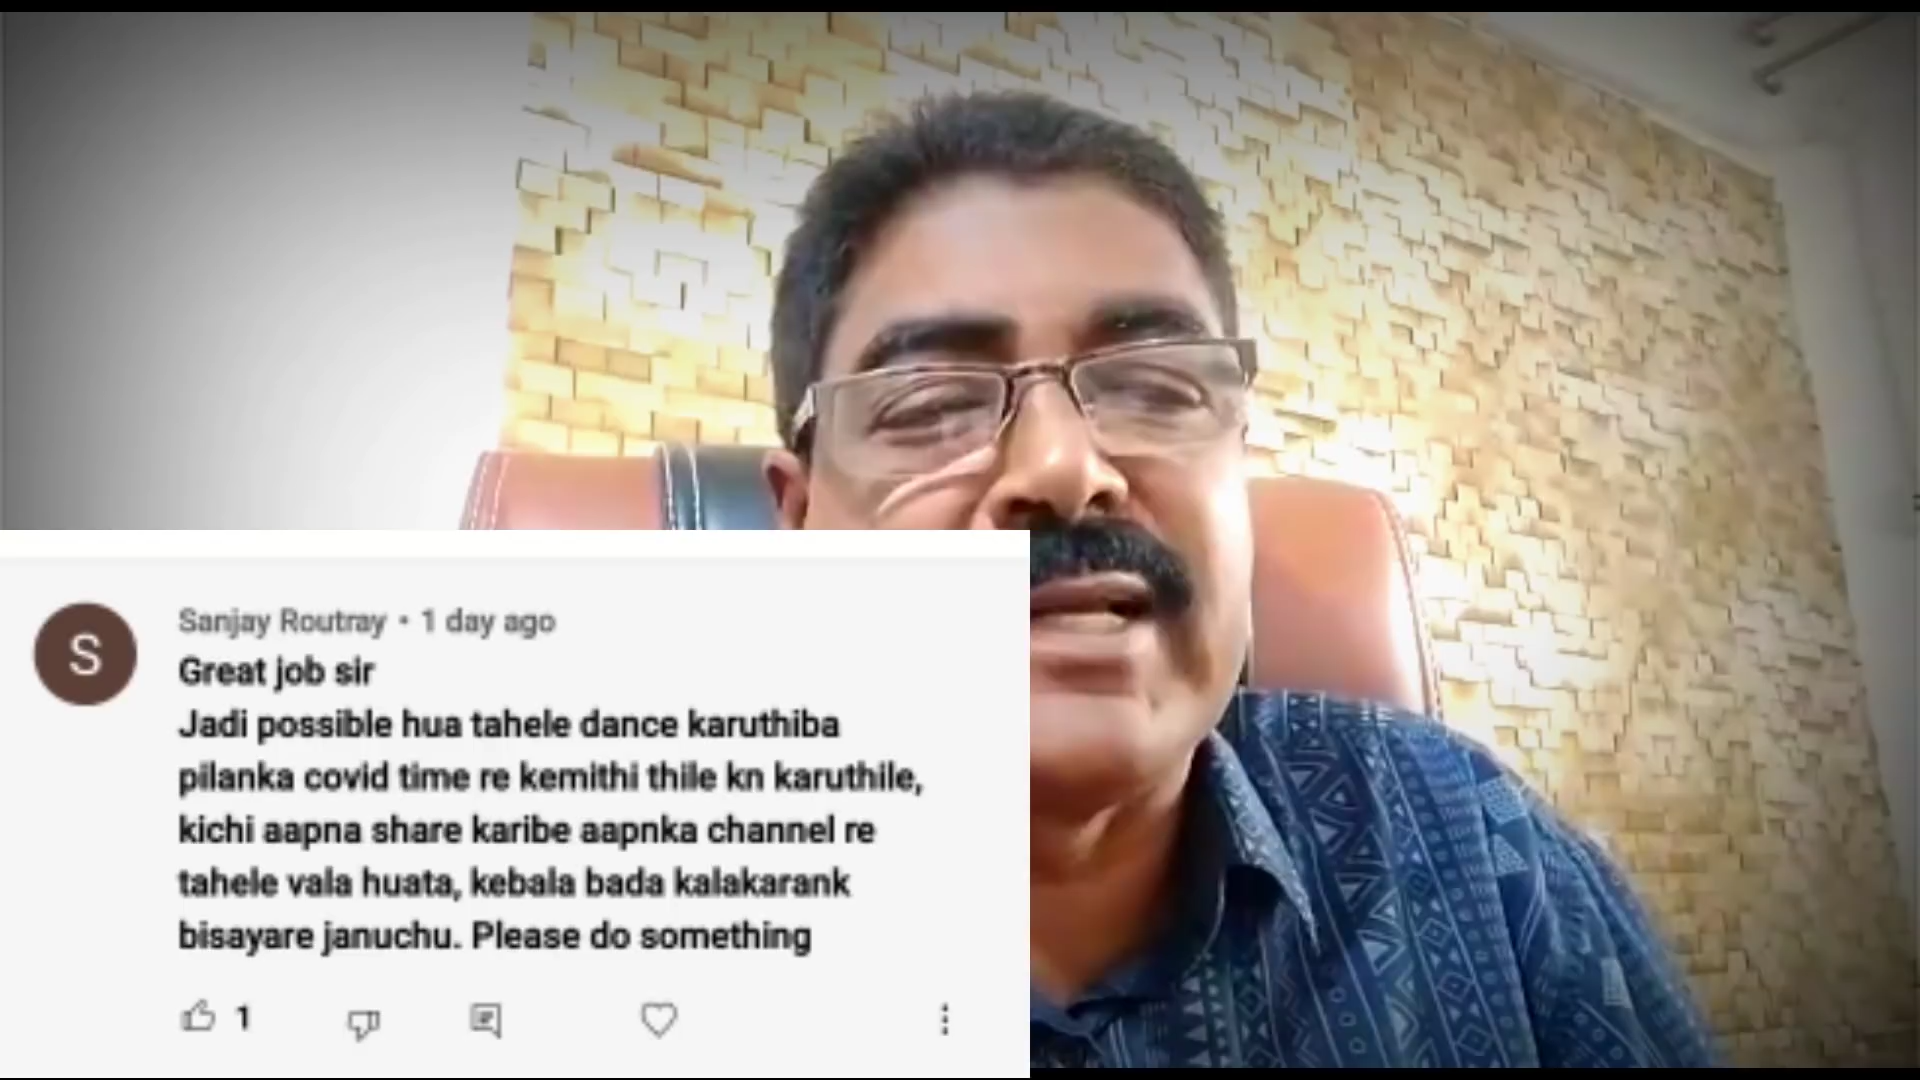 S
Sanjay Routray • 1 day ago
Great job sir
Jadi possible hua tahele dance karuthiba
pilanka covid time re kemithi thile kn karuthile,
kichi aapna share karibe aapnka channel re
tahele vala huata, kebala bada kalakarank
bisayare januchu. Please do something
1